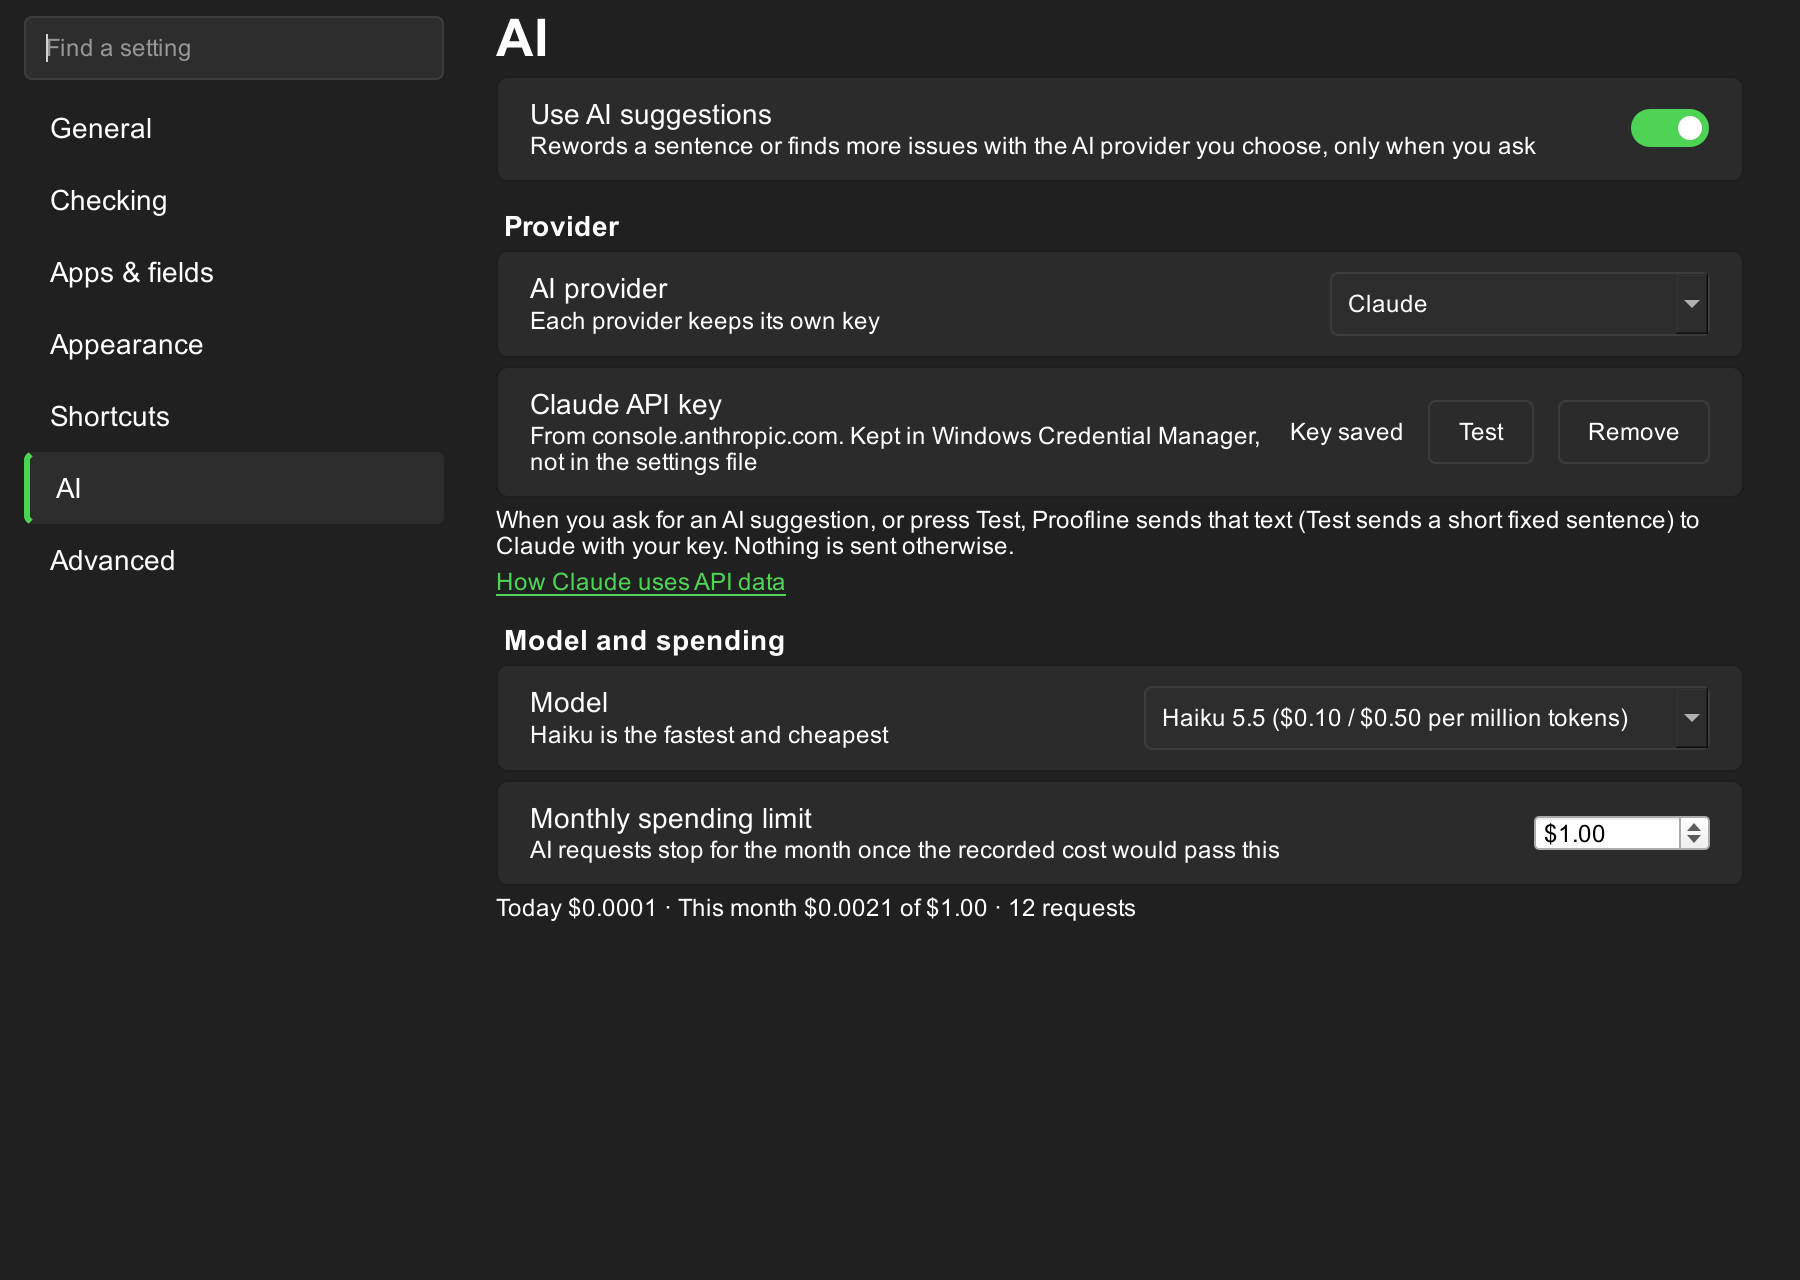 Find a setting
General
Checking
Apps & fields
Appearance
Shortcuts
AI
Advanced
AI
Use AI suggestions
Rewords a sentence or finds more issues with the AI provider you choose, only when you ask
Provider
AI provider
Each provider keeps its own key
Claude
Claude API key
From console.anthropic.com. Kept in Windows Credential Manager,
not in the settings file
Key saved
Test
Remove
When you ask for an AI suggestion, or press Test, Proofline sends that text (Test sends a short fixed sentence) to
Claude with your key. Nothing is sent otherwise.
How Claude uses API data
Model and spending
Model
Haiku is the fastest and cheapest
Haiku 5.5 ($0.10 / $0.50 per million tokens)
Monthly spending limit
AI requests stop for the month once the recorded cost would pass this
$1.00
Today $0.0001 · This month $0.0021 of $1.00 · 12 requests